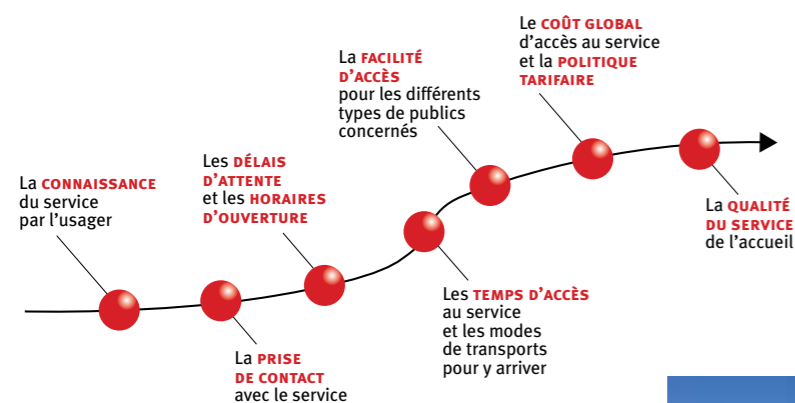 La CONNAISSANCE
du service
par l'usager
La PRISE
DE CONTACT
avec le service
Les DÉLAIS
D'ATTENTE
et les HORAIRES
D'OUVERTURE
Les TEMPS D'ACCÈS
au service
et les modes
de transports
pour y arriver
La FACILITÉ
D'ACCÈS
pour les différents
types de publics
concernés
Le COÛT GLOBAL
d'accès au service
et la POLITIQUE
TARIFAIRE
La QUALITÉ
DU SERVICE
de l'accueil